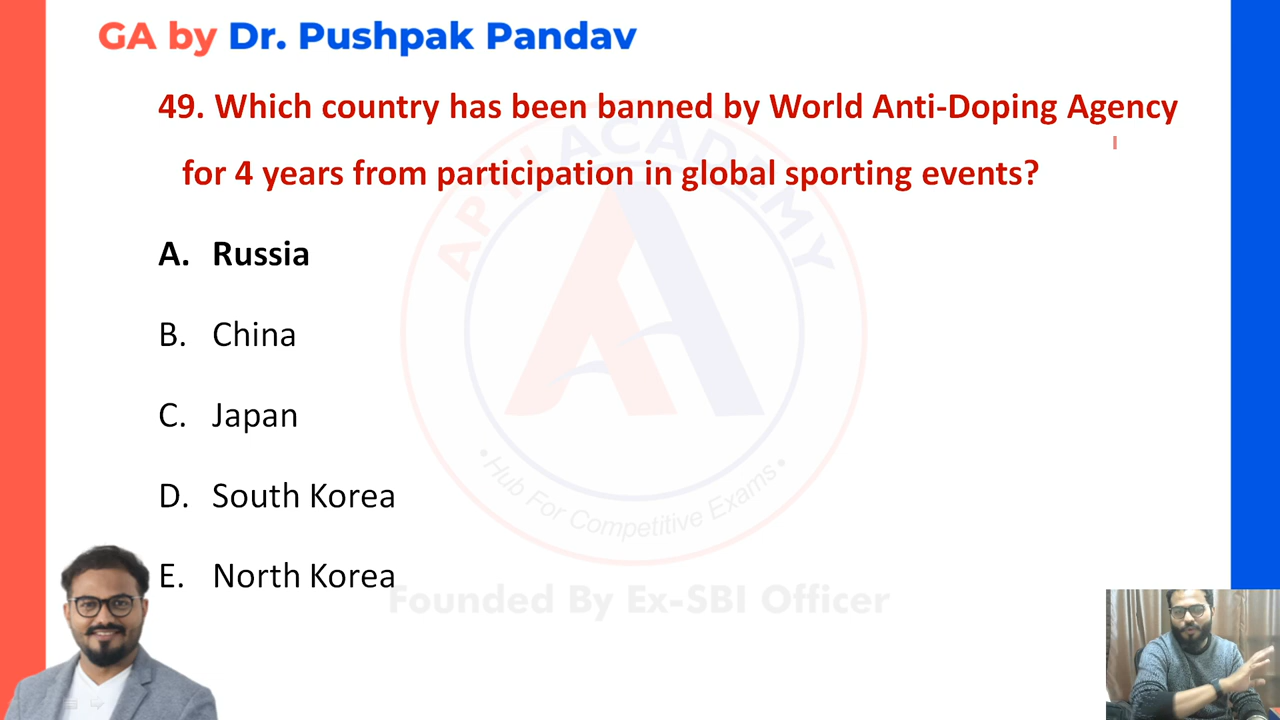 GA by Dr. Pushpak Pandav
49. Which country has been banned by World Anti-Doping Agency
for 4 years from participation in global sporting events?
A. Russia
B. China
C. Japan
D. South Korea
E. North Korea
APTI ACADEMY
•Hub For Competitive Exams•
Founded By Ex-SBI Officer